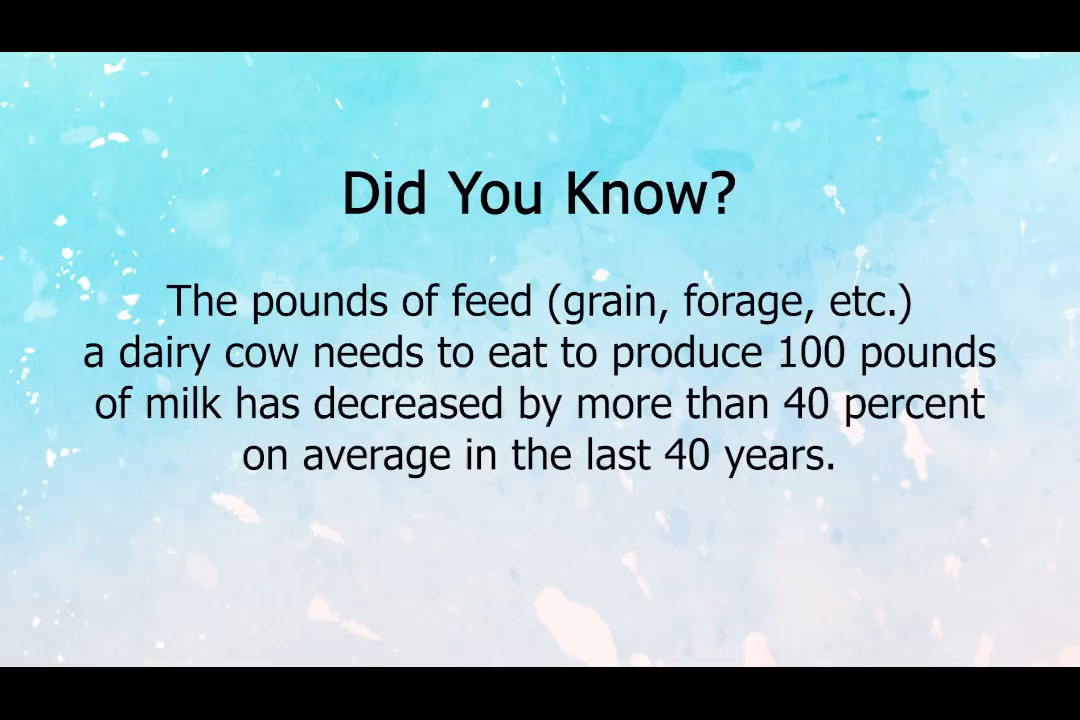 Did You Know?
The pounds of feed (grain, forage, etc.)
a dairy cow needs to eat to produce 100 pounds
of milk has decreased by more than 40 percent
on average in the last 40 years.